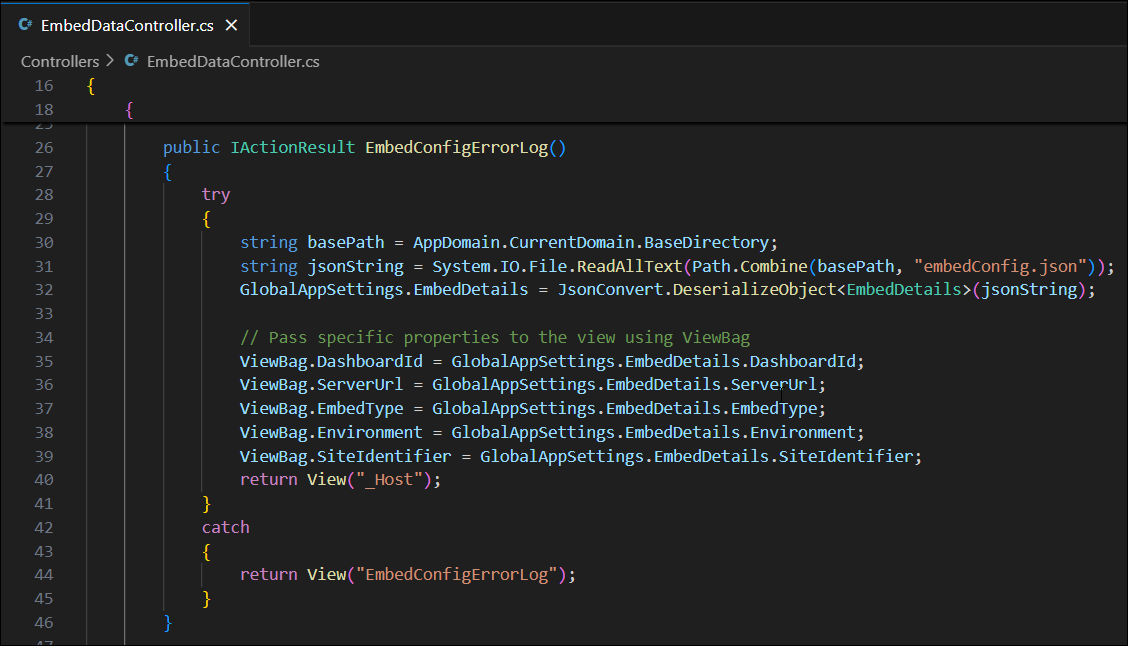 C# EmbedDataController.cs ×
Controllers > C# EmbedDataController.cs
16 {
18 {
25
26 public IActionResult EmbedConfigErrorLog()
27 {
28 try
29 {
30 string basePath = AppDomain.CurrentDomain.BaseDirectory;
31 string jsonString = System.IO.File.ReadAllText(Path.Combine(basePath, "embedConfig.json"));
32 GlobalAppSettings.EmbedDetails = JsonConvert.DeserializeObject<EmbedDetails>(jsonString);
33
34 // Pass specific properties to the view using ViewBag
35 ViewBag.DashboardId = GlobalAppSettings.EmbedDetails.DashboardId;
36 ViewBag.ServerUrl = GlobalAppSettings.EmbedDetails.ServerUrl;
37 ViewBag.EmbedType = GlobalAppSettings.EmbedDetails.EmbedType;
38 ViewBag.Environment = GlobalAppSettings.EmbedDetails.Environment;
39 ViewBag.SiteIdentifier = GlobalAppSettings.EmbedDetails.SiteIdentifier;
40 return View("_Host");
41 }
42 catch
43 {
44 return View("EmbedConfigErrorLog");
45 }
46 }
47